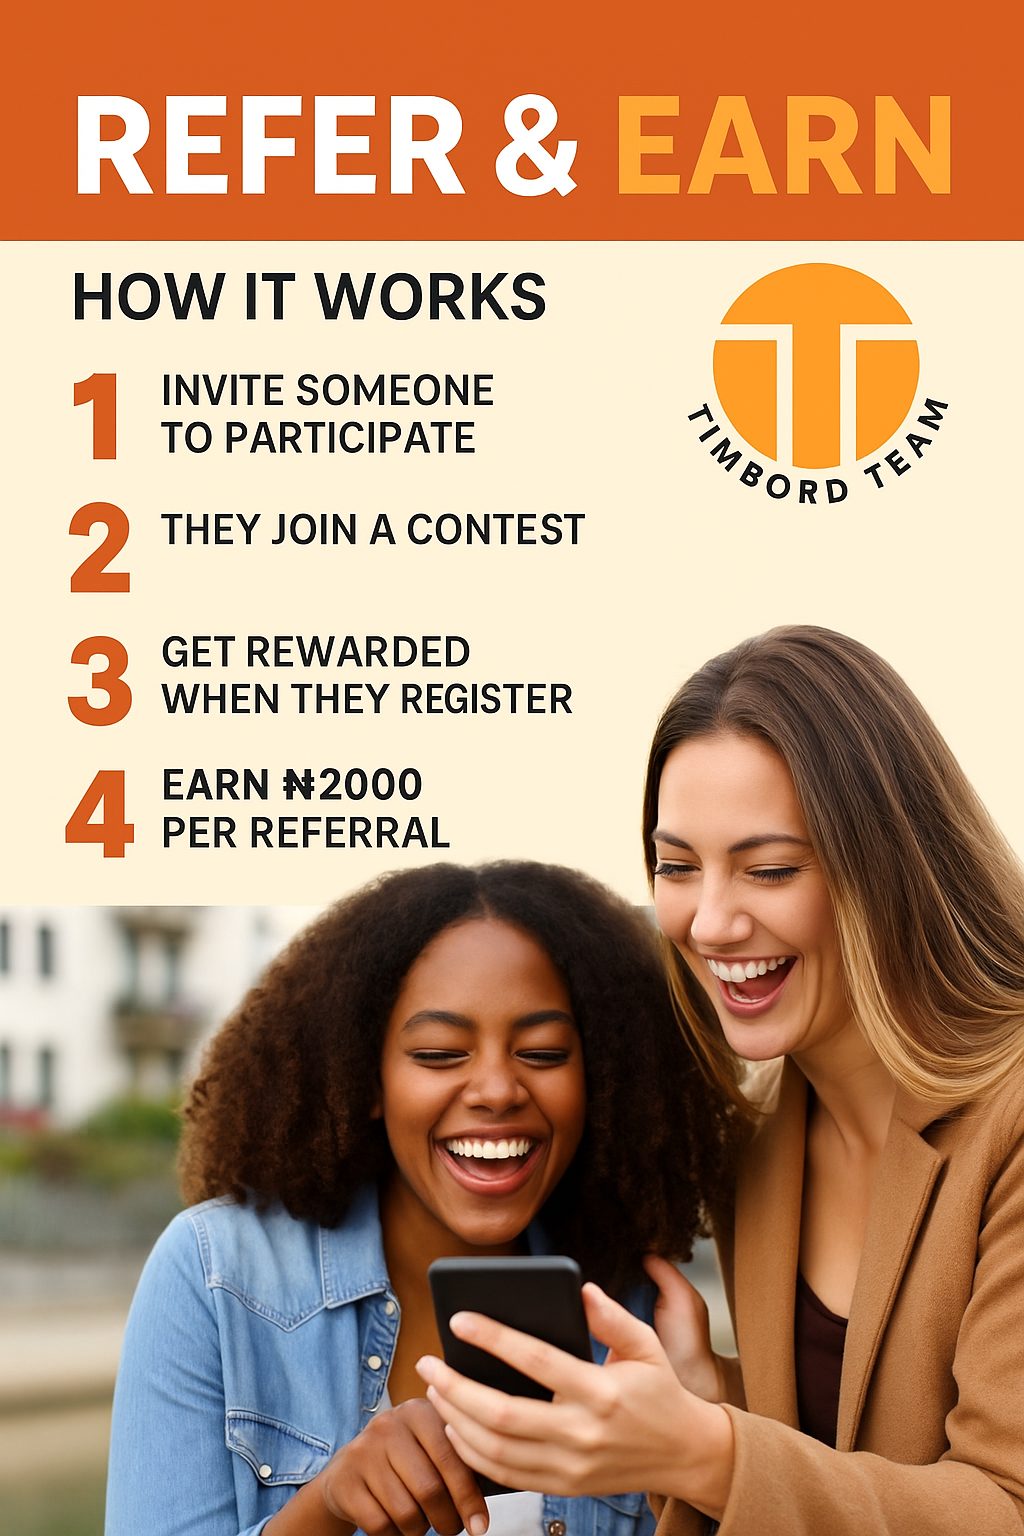 REFER & EARN
HOW IT WORKS
1 INVITE SOMEONE
TO PARTICIPATE
2 THEY JOIN A CONTEST
3 GET REWARDED
WHEN THEY REGISTER
4 EARN ₦2000
PER REFERRAL
TIMBORD TEAM